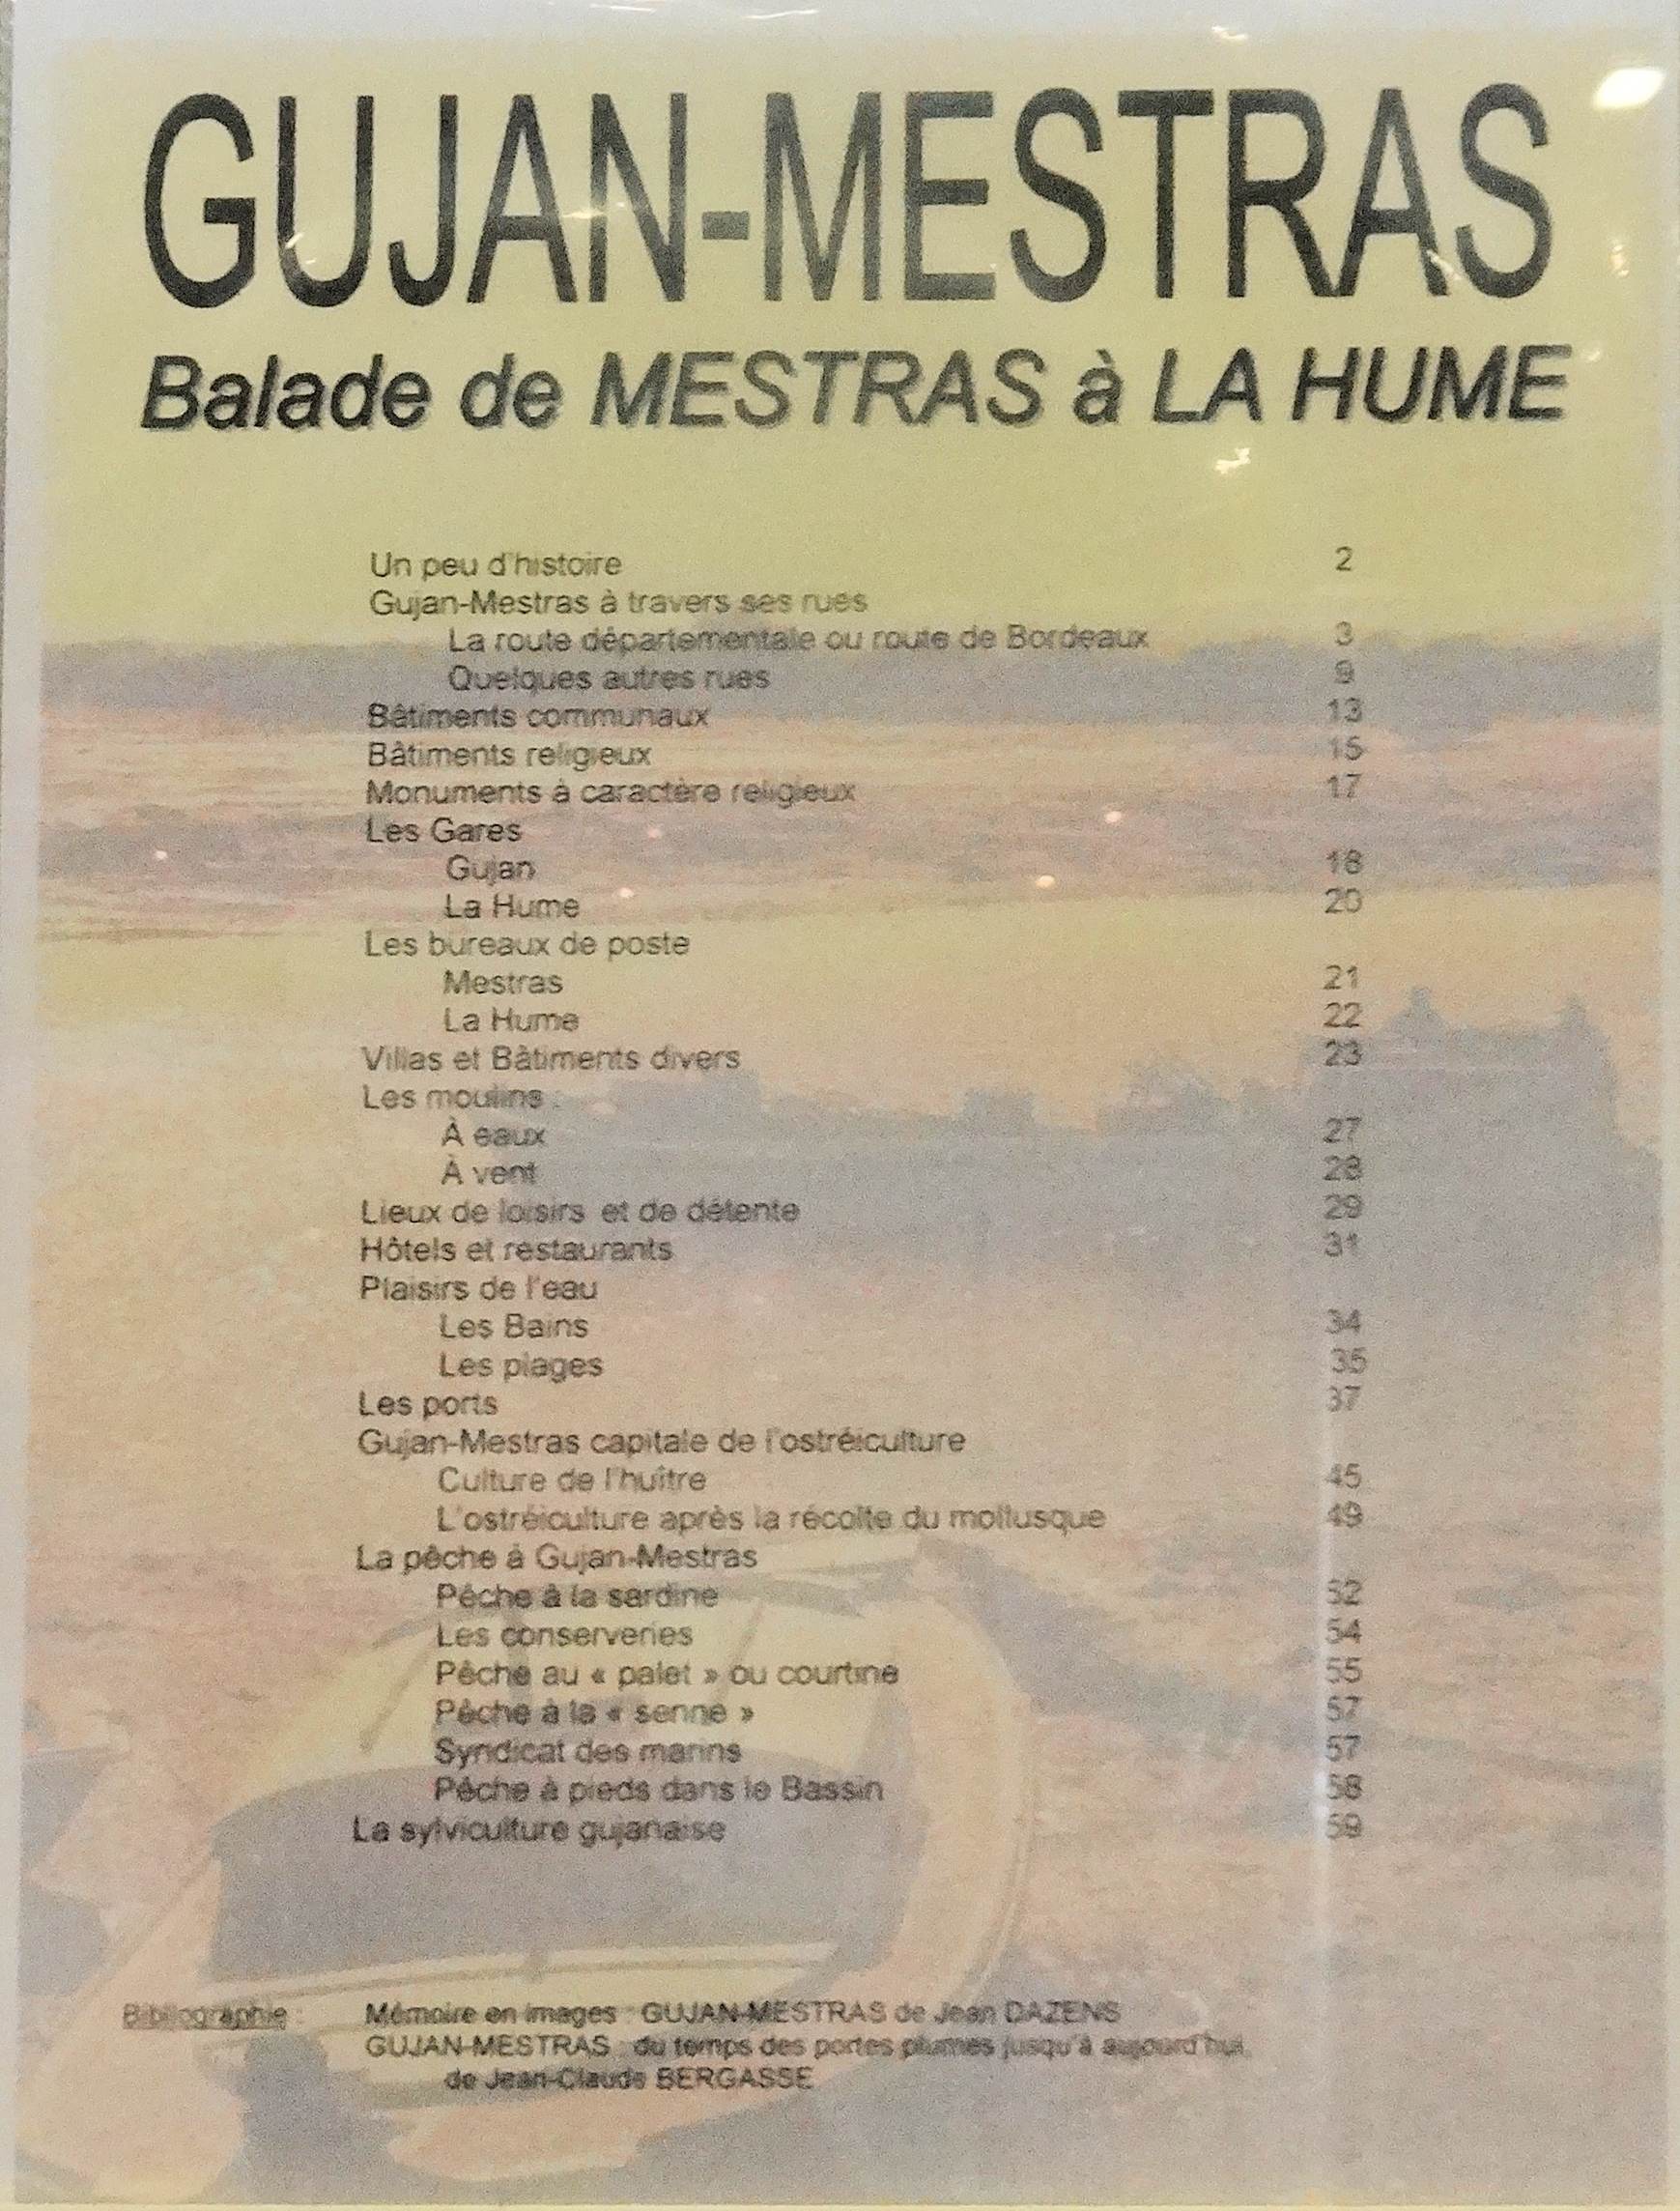 GUJAN-MESTRAS
Balade de MESTRAS à LA HUME
Un peu d'histoire 2
Gujan-Mestras à travers ses rues
La route départementale ou route de Bordeaux 3
Quelques autres rues 9
Bâtiments communaux 13
Bâtiments religieux 15
Monuments à caractère religieux 17
Les Gares
Gujan 18
La Hume 20
Les bureaux de poste
Mestras 21
La Hume 22
Villas et Bâtiments divers 23
Les moulins :
À eaux 27
À vent 28
Lieux de loisirs et de détente 29
Hôtels et restaurants 31
Plaisirs de l'eau
Les Bains 34
Les plages 35
Les ports 37
Gujan-Mestras capitale de l'ostréiculture
Culture de l'huître 45
L'ostréiculture après la récolte du mollusque 49
La pêche à Gujan-Mestras
Pêche à la sardine 52
Les conserveries 54
Pêche au « palet » ou courtine 55
Pêche à la « senne » 57
Syndicat des marins 57
Pêche à pieds dans le Bassin 58
La sylviculture gujanaise 59
Bibliographie : Mémoire en images : GUJAN-MESTRAS de Jean DAZENS
GUJAN-MESTRAS : du temps des portes plumes jusqu'à aujourd'hui,
de Jean-Claude BERGASSE